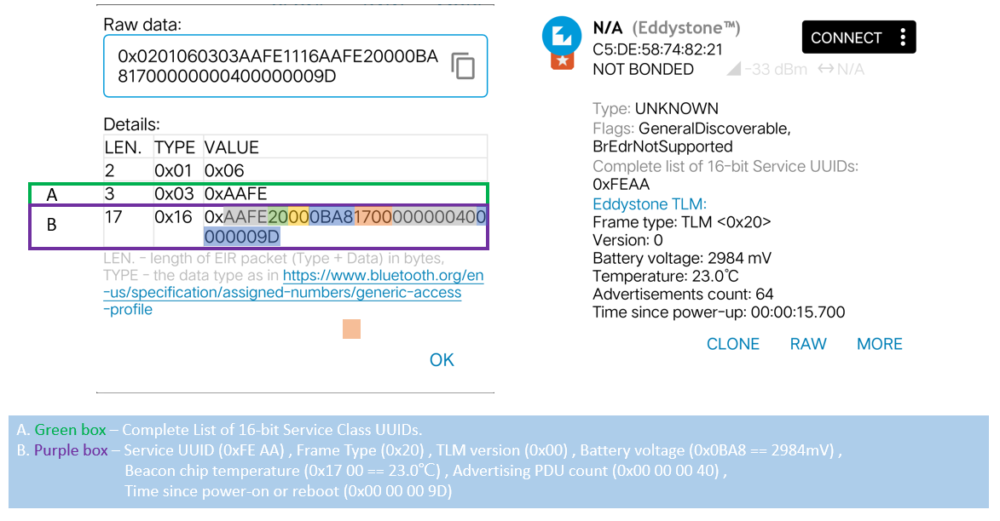 Raw data:
0x0201060303AAFE1116AAFE20000BA
81700000000400000009D
Details:
LEN. TYPE VALUE
2 0x01 0x06
A 3 0x03 0xAAFE
B 17 0x16 0xAAFE20000BA81700000000400
000009D
LEN. - length of EIR packet (Type + Data) in bytes,
TYPE - the data type as in https://www.bluetooth.org/en
-us/specification/assigned-numbers/generic-access
-profile
OK
N/A (Eddystone™)
C5:DE:58:74:82:21
NOT BONDED -33 dBm N/A
CONNECT
Type: UNKNOWN
Flags: GeneralDiscoverable,
BrEdrNotSupported
Complete list of 16-bit Service UUIDs:
0xFEAA
Eddystone TLM:
Frame type: TLM <0x20>
Version: 0
Battery voltage: 2984 mV
Temperature: 23.0℃
Advertisements count: 64
Time since power-up: 00:00:15.700
CLONE RAW MORE
A. Green box – Complete List of 16-bit Service Class UUIDs.
B. Purple box – Service UUID (0xFE AA) , Frame Type (0x20) , TLM version (0x00) , Battery voltage (0x0BA8 == 2984mV) ,
Beacon chip temperature (0x17 00 == 23.0℃) , Advertising PDU count (0x00 00 00 40) ,
Time since power-on or reboot (0x00 00 00 9D)